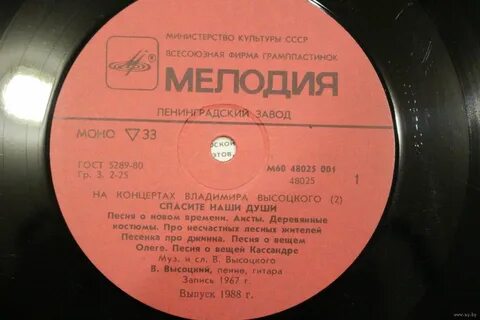 МИНИСТЕРСТВО КУЛЬТУРЫ СССР
ВСЕСОЮЗНАЯ ФИРМА ГРАМПЛАСТИНОК
МЕЛОДИЯ
ЛЕНИНГРАДСКИЙ ЗАВОД
МОНО ▽ 33
ГОСТ 5289-80
Гр. 3. 2-25
М60 48025 001
48025
1
НА КОНЦЕРТАХ ВЛАДИМИРА ВЫСОЦКОГО (2)
СПАСИТЕ НАШИ ДУШИ
Песня о новом времени. Аисты. Деревянные
костюмы. Про несчастных лесных жителей
Песенка про джинна. Песня о вещем
Олеге. Песня о вещей Кассандре
Муз. и сл. В. Высоцкого
В. Высоцкий, пение, гитара
Запись 1967 г.
Выпуск 1988 г.